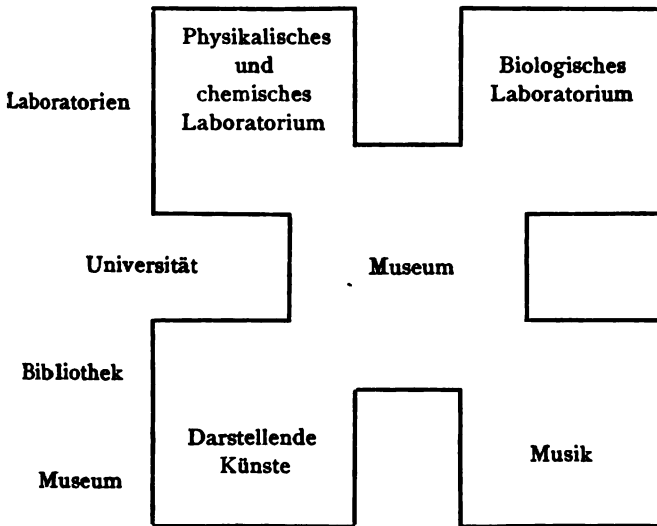 Physikalisches
und
chemisches
Laboratorium
Biologisches
Laboratorium
Laboratorien
Universität
Museum
Bibliothek
Darstellende
Künste
Musik
Museum